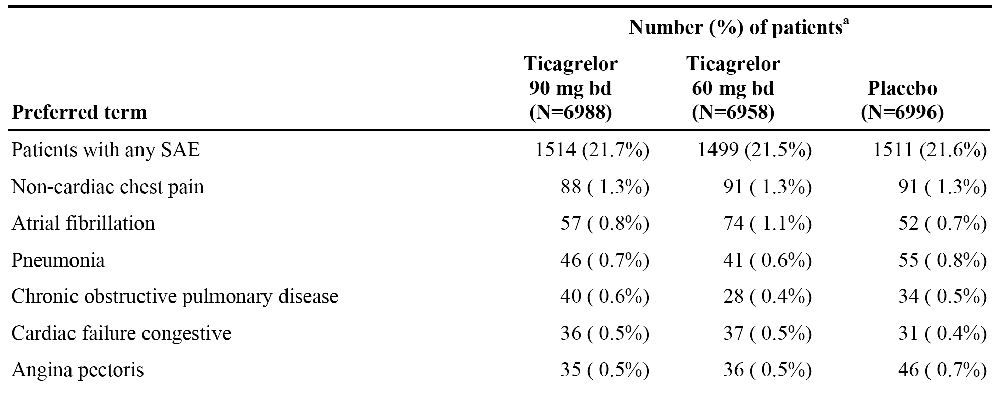 Number (%) of patientsa
Ticagrelor Ticagrelor
90 mg bd 60 mg bd Placebo
Preferred term (N=6988) (N=6958) (N=6996)
Patients with any SAE 1514 (21.7%) 1499 (21.5%) 1511 (21.6%)
Non-cardiac chest pain 88 ( 1.3%) 91 ( 1.3%) 91 ( 1.3%)
Atrial fibrillation 57 ( 0.8%) 74 ( 1.1%) 52 ( 0.7%)
Pneumonia 46 ( 0.7%) 41 ( 0.6%) 55 ( 0.8%)
Chronic obstructive pulmonary disease 40 ( 0.6%) 28 ( 0.4%) 34 ( 0.5%)
Cardiac failure congestive 36 ( 0.5%) 37 ( 0.5%) 31 ( 0.4%)
Angina pectoris 35 ( 0.5%) 36 ( 0.5%) 46 ( 0.7%)